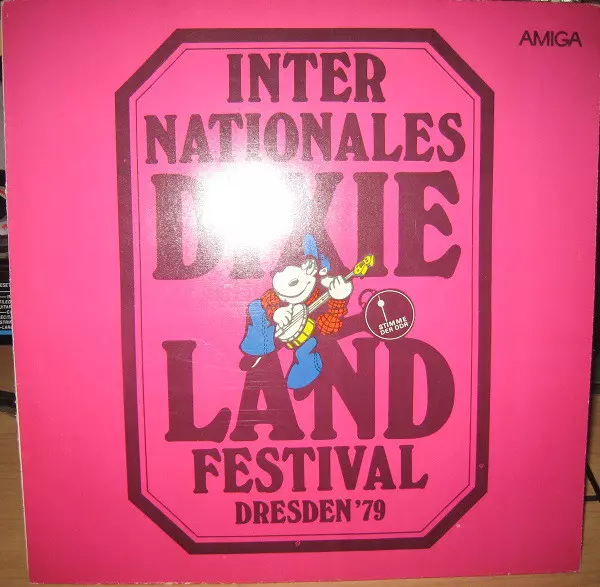 AMIGA
INTER
NATIONALES
DIXIE
LAND
STIMME
DER DDR
FESTIVAL
DRESDEN '79